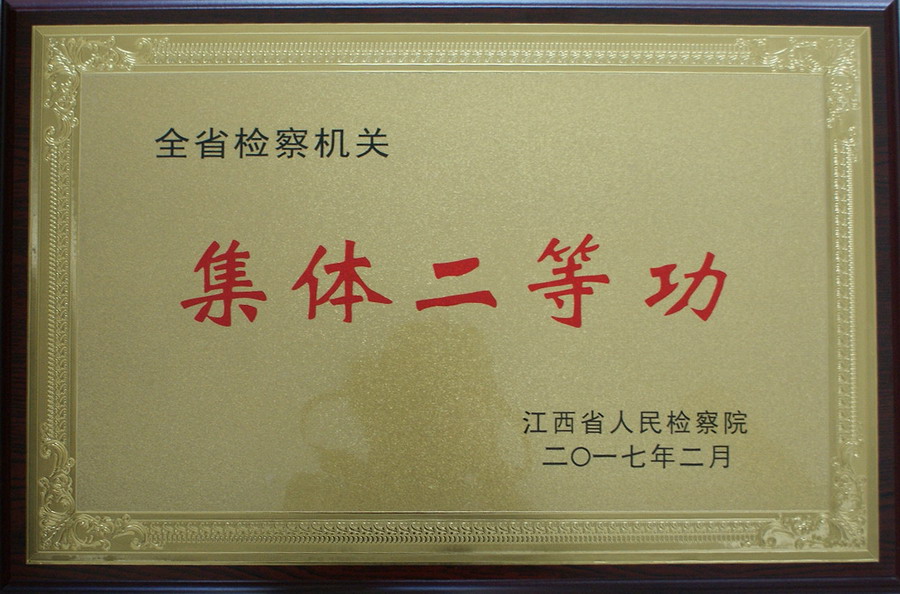 全省检察机关
集体二等功
江西省人民检察院
二〇一七年二月